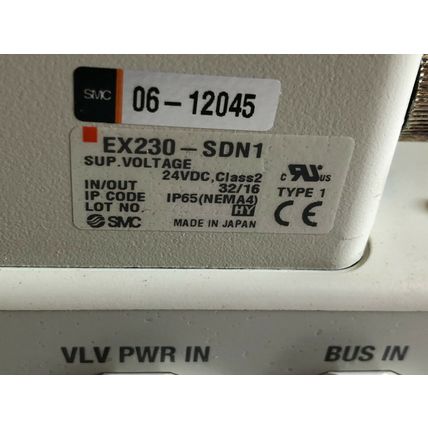 SMC 06-12045
EX230-SDN1
SUP.VOLTAGE
24VDC,Class2
IN/OUT 32/16
IP CODE IP65(NEMA4)
LOT NO HY
SMC MADE IN JAPAN
c RU US
TYPE 1
CE
VLV PWR IN BUS IN